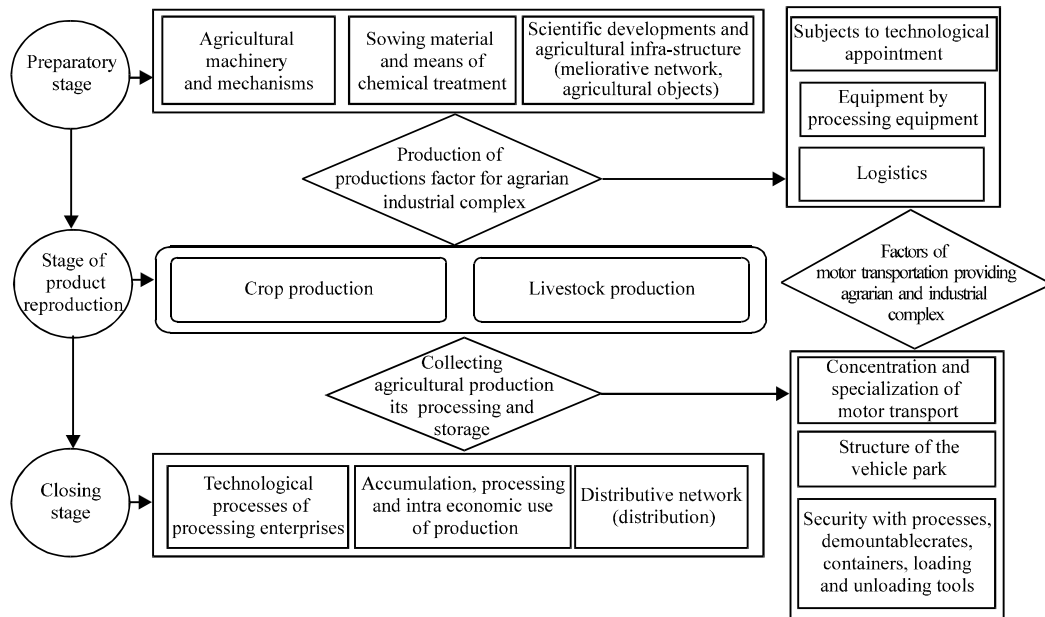 Preparatory
stage
Agricultural
machinery
and mechanisms
Sowing material
and means of
chemical treatment
Scientific developments and
agricultural infra-structure
(meliorative network,
agricultural objects)
Subjects to technological
appointment
Equipment by
processing equipment
Logistics
Production of
productions factor for agrarian
industrial complex
Stage of
product
reproduction
Crop production
Livestock production
Factors of
motor transportation providing
agrarian and industrial
complex
Collecting
agricultural production
its processing and
storage
Concentration and
specialization of
motor transport
Structure of the
vehicle park
Security with processes,
demountablecrates,
containers, loading
and unloading tools
Closing
stage
Technological
processes of
processing enterprises
Accumulation, processing
and intra economic use
of production
Distributive network
(distribution)